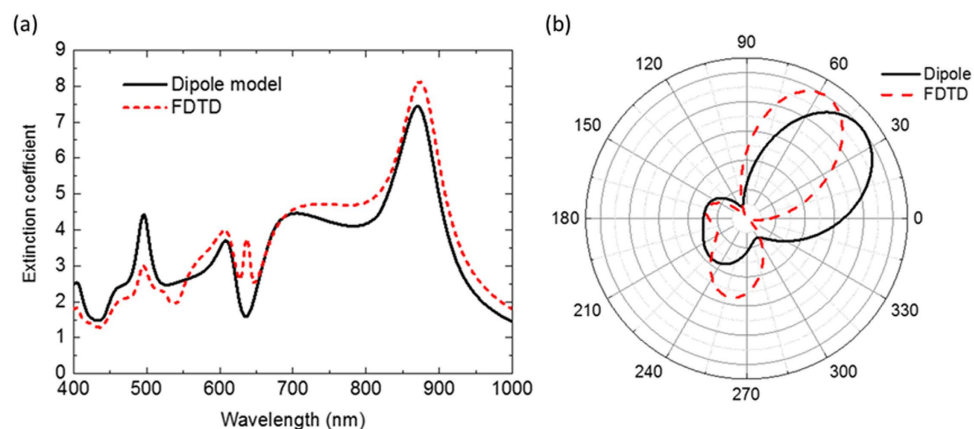 (a)
9
8
7
6
5
4
3
2
1
0
Extinction coefficient
Dipole model
FDTD
400 500 600 700 800 900 1000
Wavelength (nm)
(b)
90
120 60
30
180 0
210 330
240 300
270
Dipole
FDTD